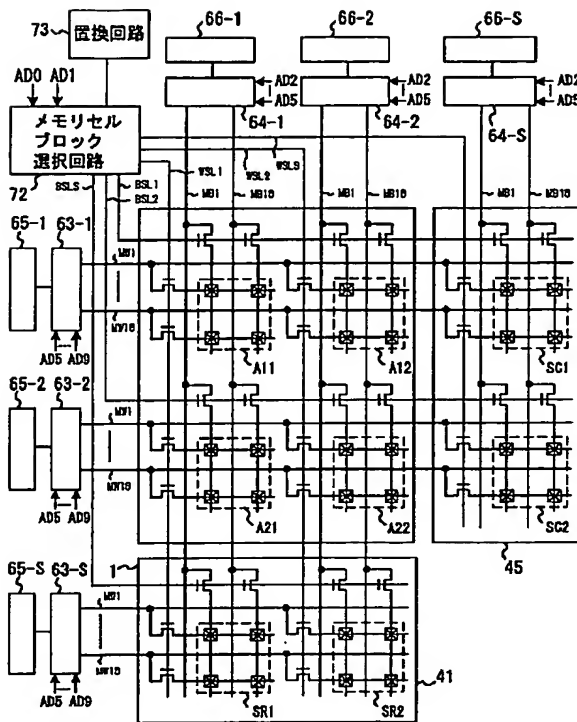 66-1 66-2 66-S
73 置換回路
AD0 AD1
AD2 AD5 AD2 AD5 AD2 AD5
64-1 64-2 64-S
メモリセル
ブロック
選択回路
72
BSLS BSL2 BSL1 WSL1 WSL2 WSLS
MB1 MB16 MB1 MB16 MB1 MB16
65-1 63-1
MW1
MW16
AD5 AD9
A11 A12 SC1
65-2 63-2
MW1
MW16
AD5 AD9
A21 A22 SC2
45
65-S 63-S 1
MW1
MW16
AD5 AD9
41
SR1 SR2